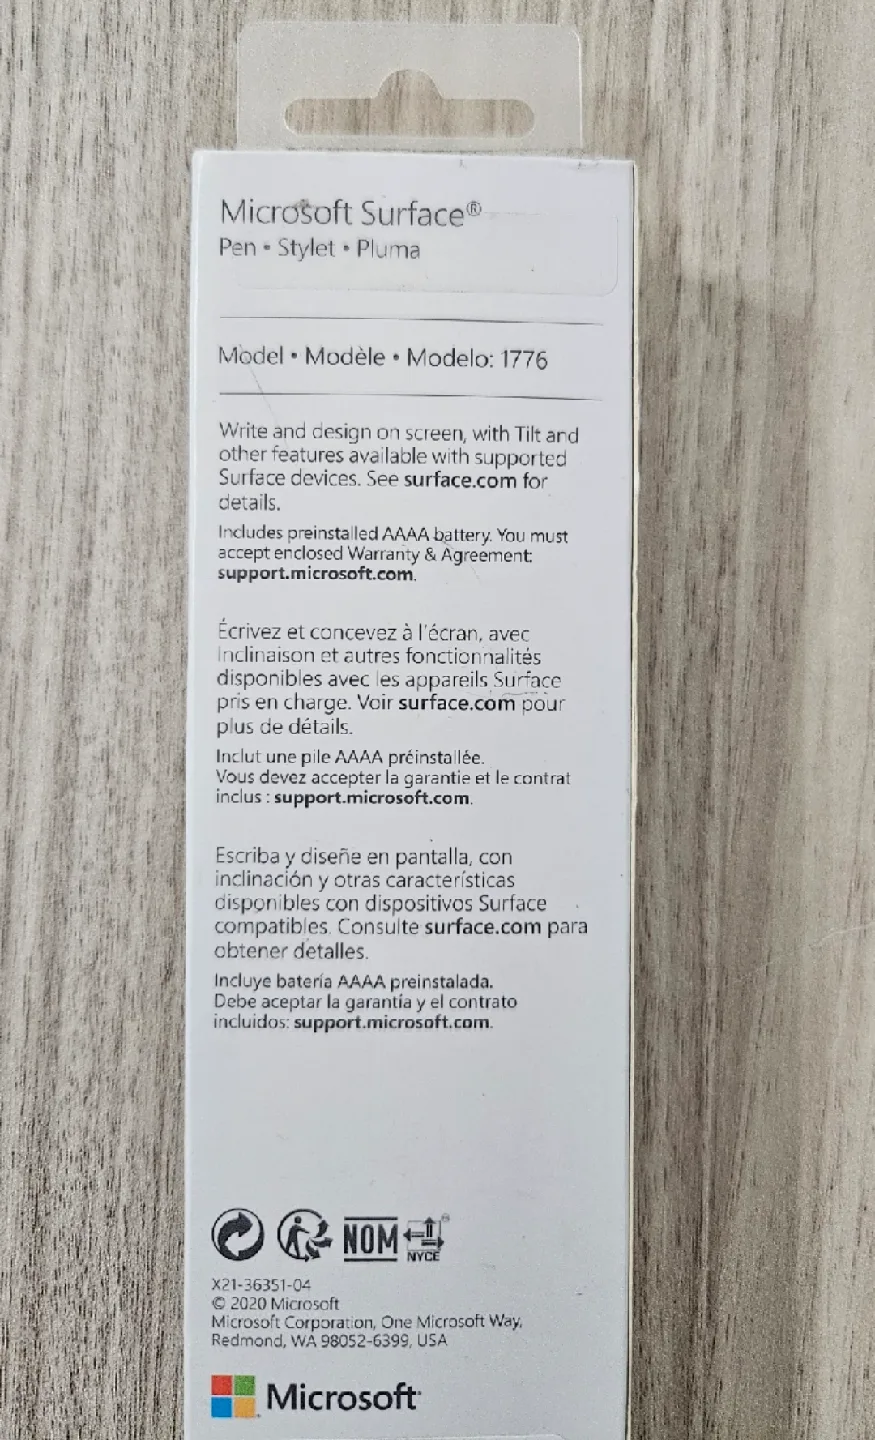 Microsoft Surface®
Pen • Stylet • Pluma
Model • Modèle • Modelo: 1776
Write and design on screen, with Tilt and
other features available with supported
Surface devices. See surface.com for
details.
Includes preinstalled AAAA battery. You must
accept enclosed Warranty & Agreement:
support.microsoft.com.
Écrivez et concevez à l'écran, avec
Inclinaison et autres fonctionnalités
disponibles avec les appareils Surface
pris en charge. Voir surface.com pour
plus de détails.
Inclut une pile AAAA préinstallée.
Vous devez accepter la garantie et le contrat
inclus : support.microsoft.com.
Escriba y diseñe en pantalla, con
inclinación y otras características
disponibles con dispositivos Surface
compatibles. Consulte surface.com para
obtener detalles.
Incluye batería AAAA preinstalada.
Debe aceptar la garantía y el contrato
incluidos: support.microsoft.com.
NOM NYCE
X21-36351-04
© 2020 Microsoft
Microsoft Corporation, One Microsoft Way,
Redmond, WA 98052-6399, USA
Microsoft